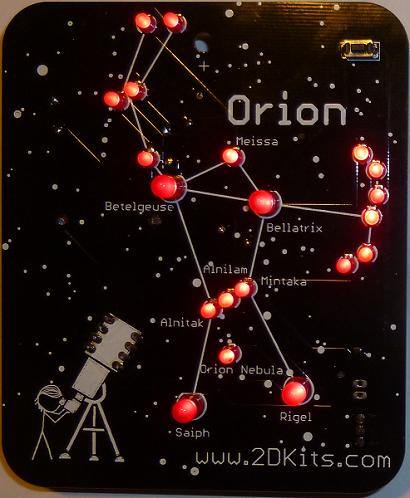 Orion
Meissa
Betelgeuse
Bellatrix
Alnilam
Mintaka
Alnitak
Orion Nebula
Rigel
Saiph
www.2DKits.com